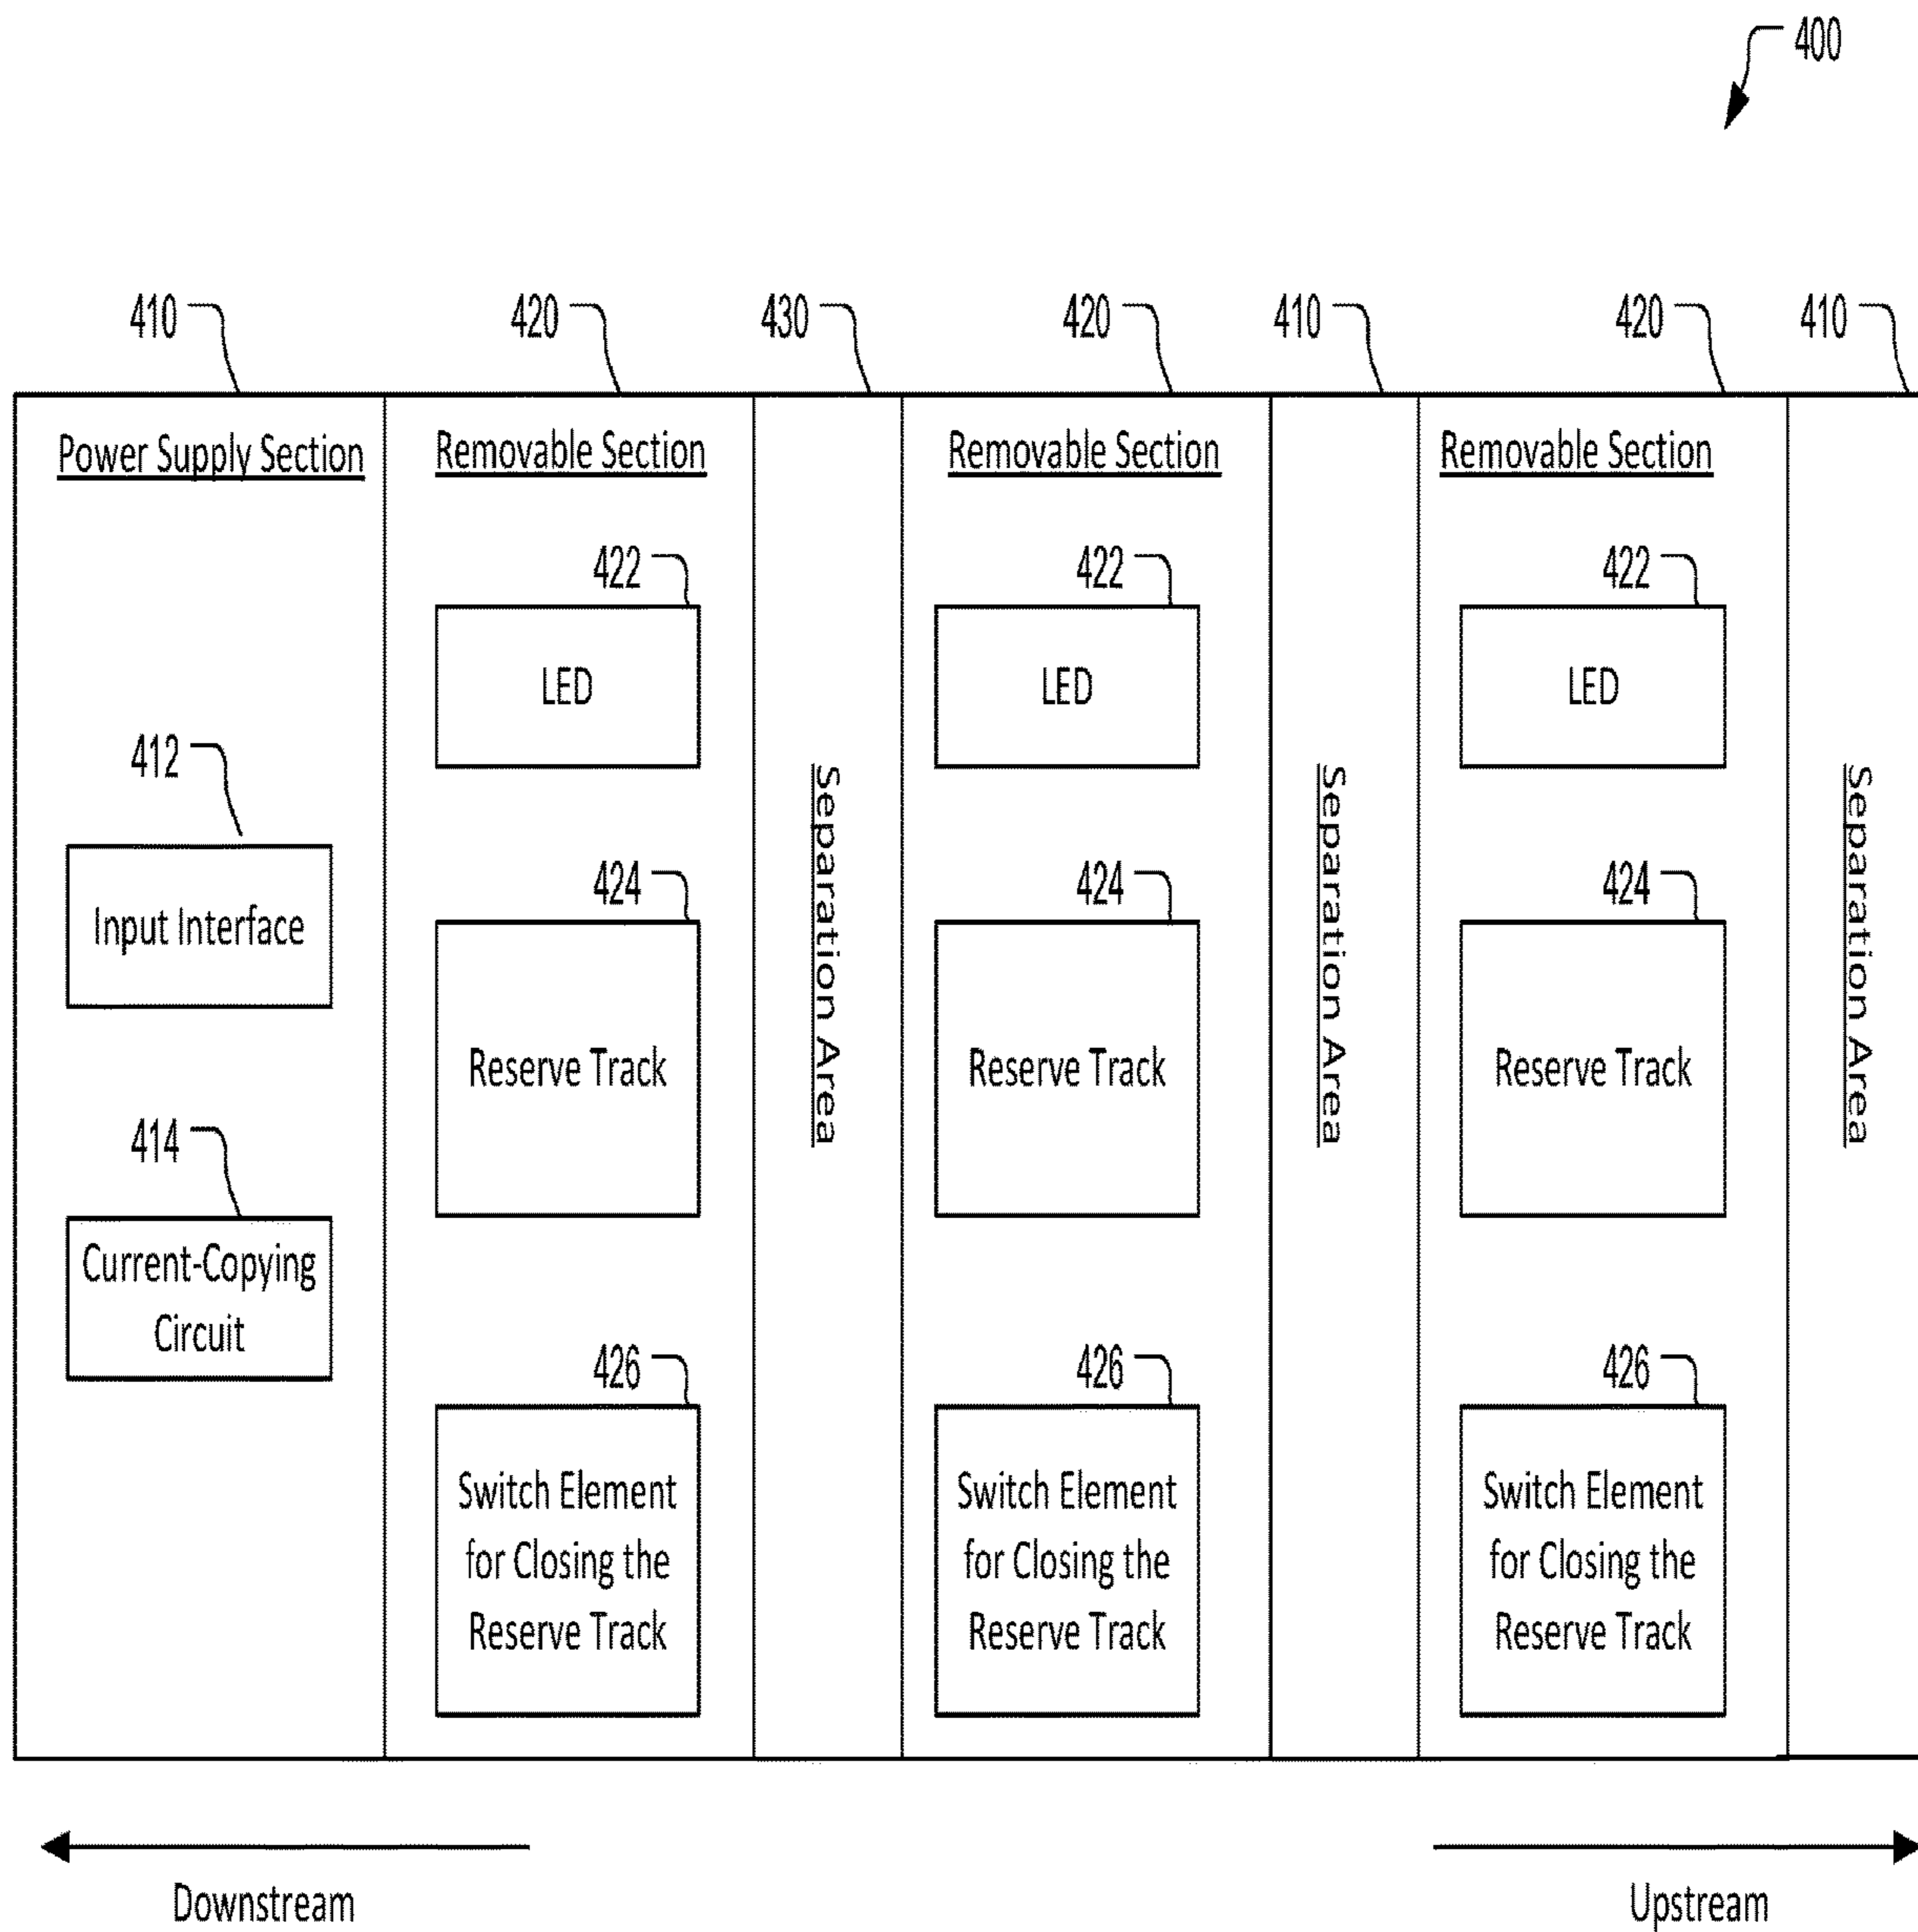 400
410
420
430
420
410
420
410
Power Supply Section
412
Input Interface
414
Current-Copying
Circuit
Removable Section
422
LED
424
Reserve Track
426
Switch Element
for Closing the
Reserve Track
Separation Area
Removable Section
422
LED
424
Reserve Track
426
Switch Element
for Closing the
Reserve Track
Separation Area
Removable Section
422
LED
424
Reserve Track
426
Switch Element
for Closing the
Reserve Track
Separation Area
Downstream
Upstream